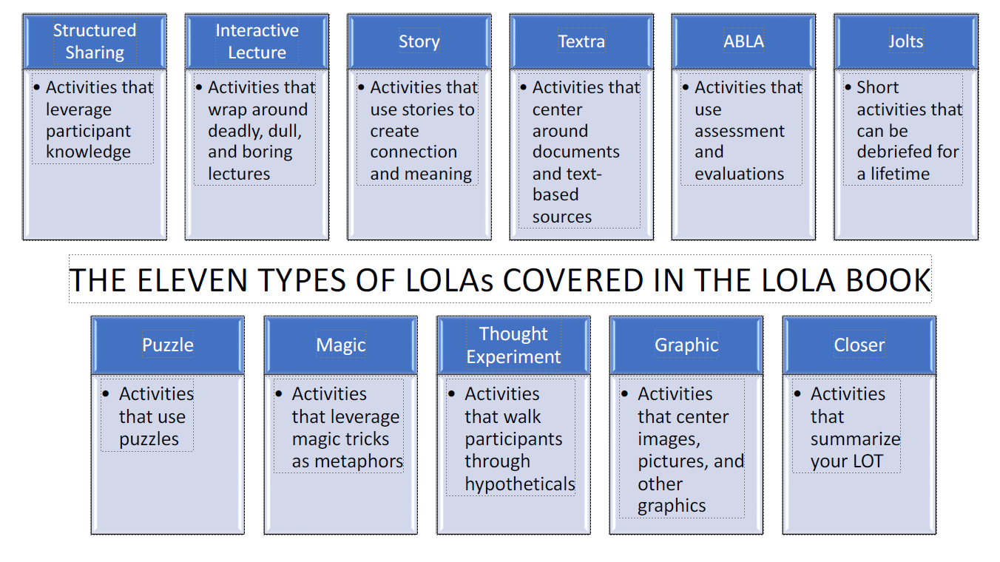 Structured
Sharing
• Activities that
leverage
participant
knowledge
Interactive
Lecture
• Activities that
wrap around
deadly, dull,
and boring
lectures
Story
• Activities that
use stories to
create
connection
and meaning
Textra
• Activities that
center
around
documents
and text-
based
sources
ABLA
• Activities that
use
assessment
and
evaluations
Jolts
• Short
activities that
can be
debriefed for
a lifetime
THE ELEVEN TYPES OF LOLAs COVERED IN THE LOLA BOOK
Puzzle
• Activities
that use
puzzles
Magic
• Activities
that leverage
magic tricks
as metaphors
Thought
Experiment
• Activities
that walk
participants
through
hypotheticals
Graphic
• Activities
that center
images,
pictures, and
other
graphics
Closer
• Activities
that
summarize
your LOT